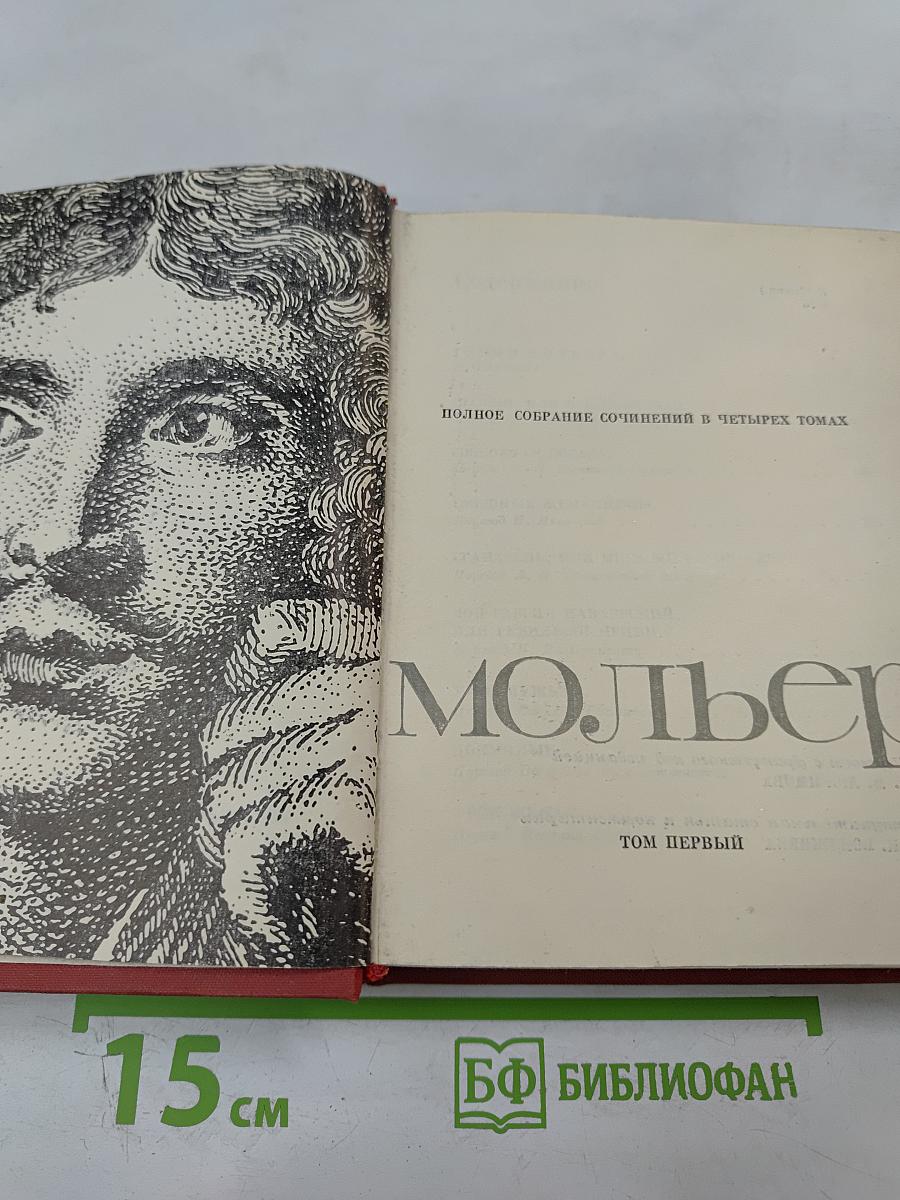 ПОЛНОЕ СОБРАНИЕ СОЧИНЕНИЙ В ЧЕТЫРЕХ ТОМАХ
мольер
ТОМ ПЕРВЫЙ
15 см
БФ БИБЛИОФАН